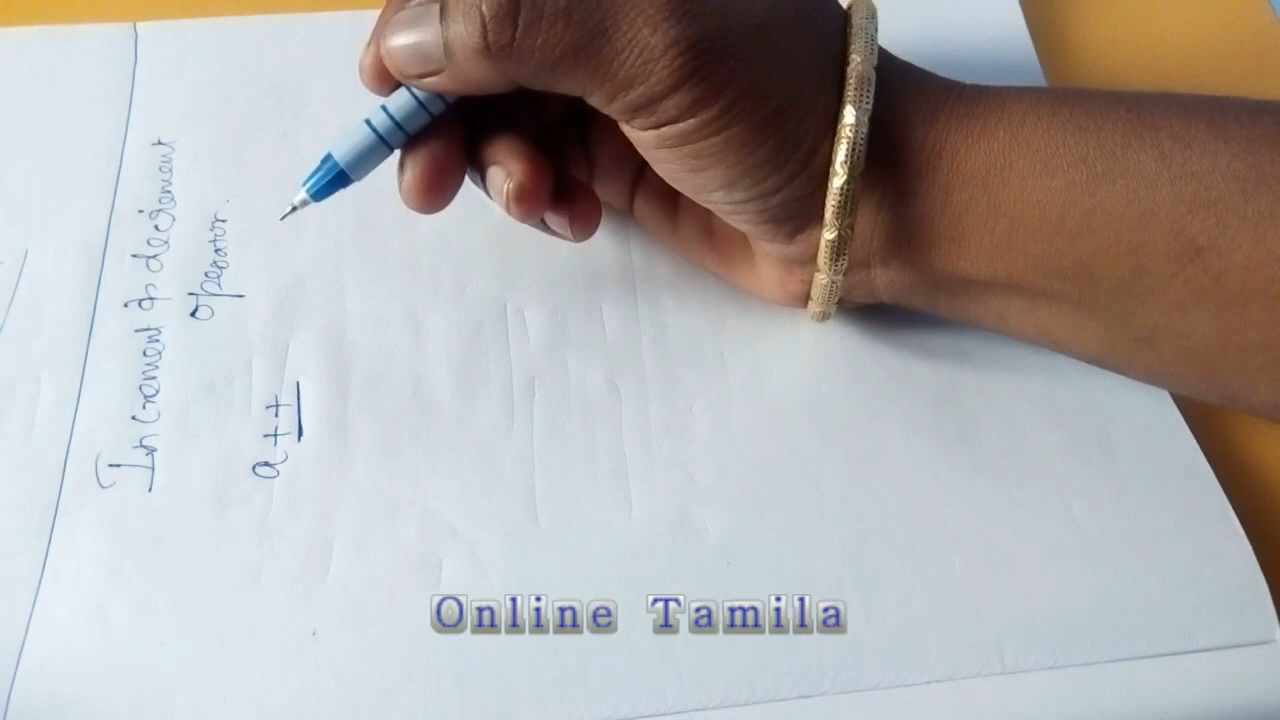 Increment & decrement
operator.
a++
Online Tamila